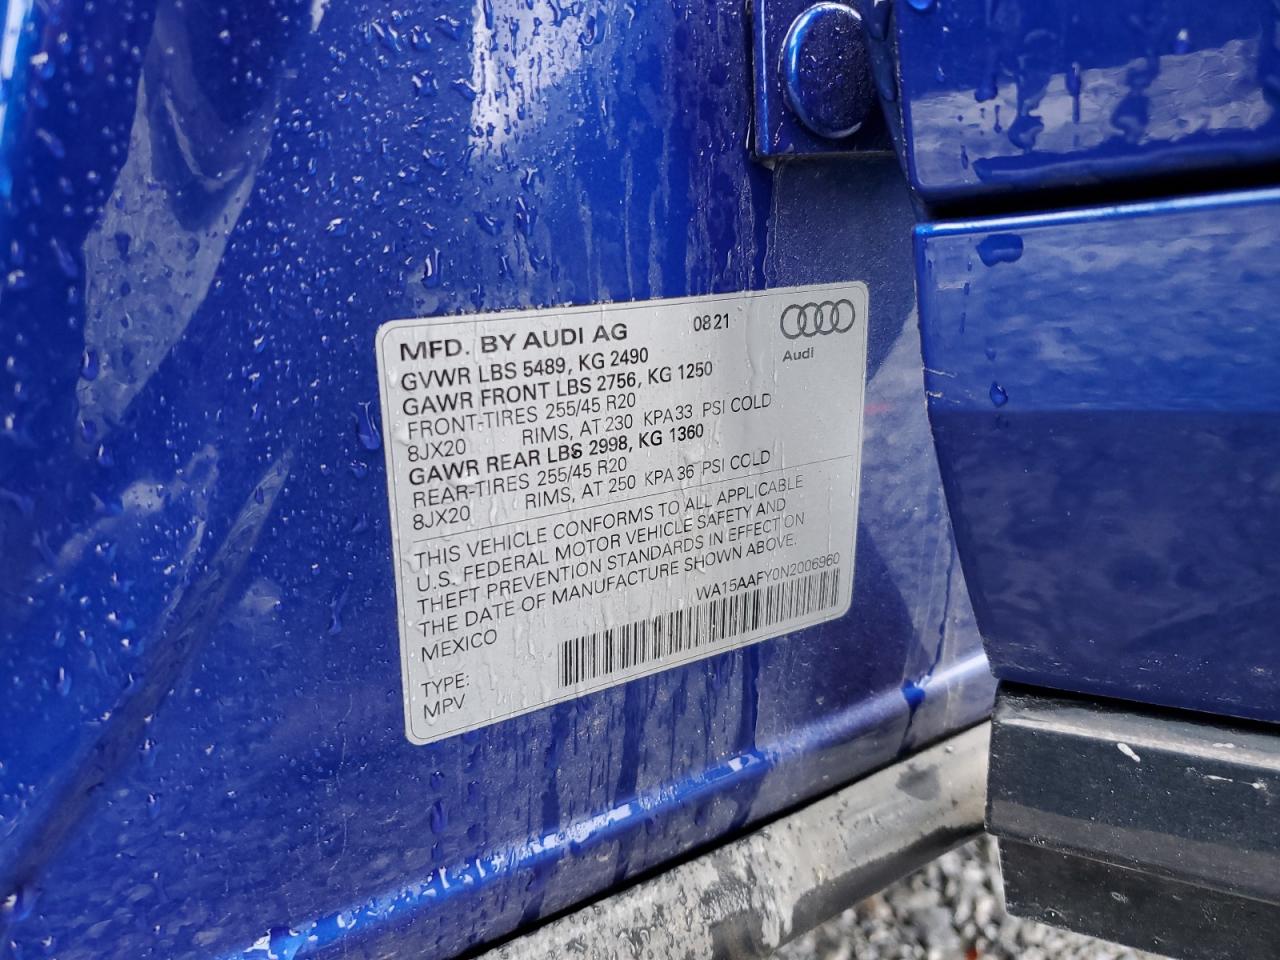 MFD. BY AUDI AG 0821
Audi
GVWR LBS 5489, KG 2490
GAWR FRONT LBS 2756, KG 1250
FRONT-TIRES 255/45 R20
8JX20 RIMS, AT 230 KPA 33 PSI COLD
GAWR REAR LBS 2998, KG 1360
REAR-TIRES 255/45 R20
8JX20 RIMS, AT 250 KPA 36 PSI COLD
THIS VEHICLE CONFORMS TO ALL APPLICABLE
U.S. FEDERAL MOTOR VEHICLE SAFETY AND
THEFT PREVENTION STANDARDS IN EFFECT ON
THE DATE OF MANUFACTURE SHOWN ABOVE.
MEXICO WA15AAFY0N2006960
TYPE:
MPV